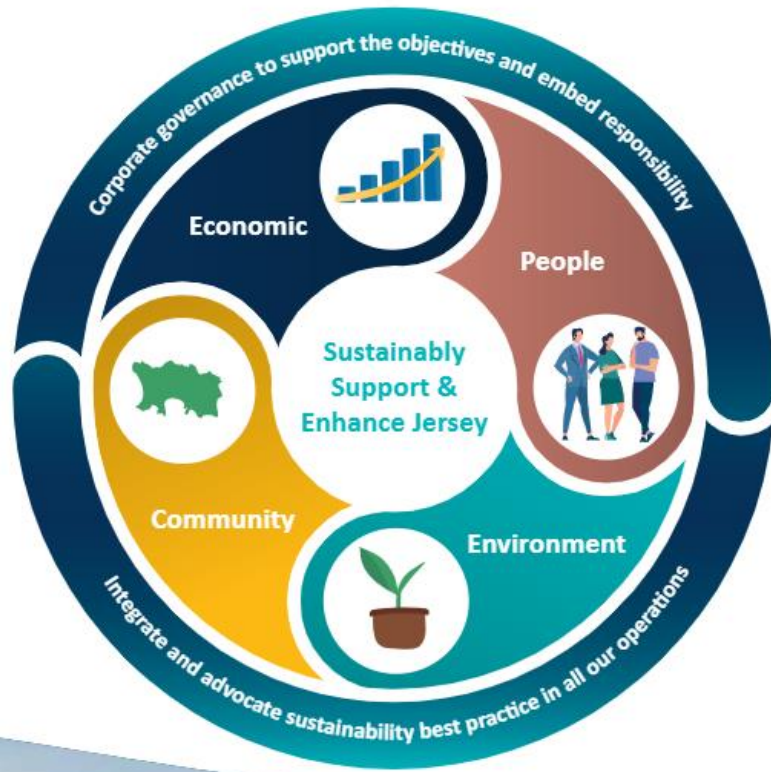 Corporate governance to support the objectives and embed responsibility
Economic
People
Sustainably
Support &
Enhance Jersey
Community
Environment
Integrate and advocate sustainability best practice in all our operations